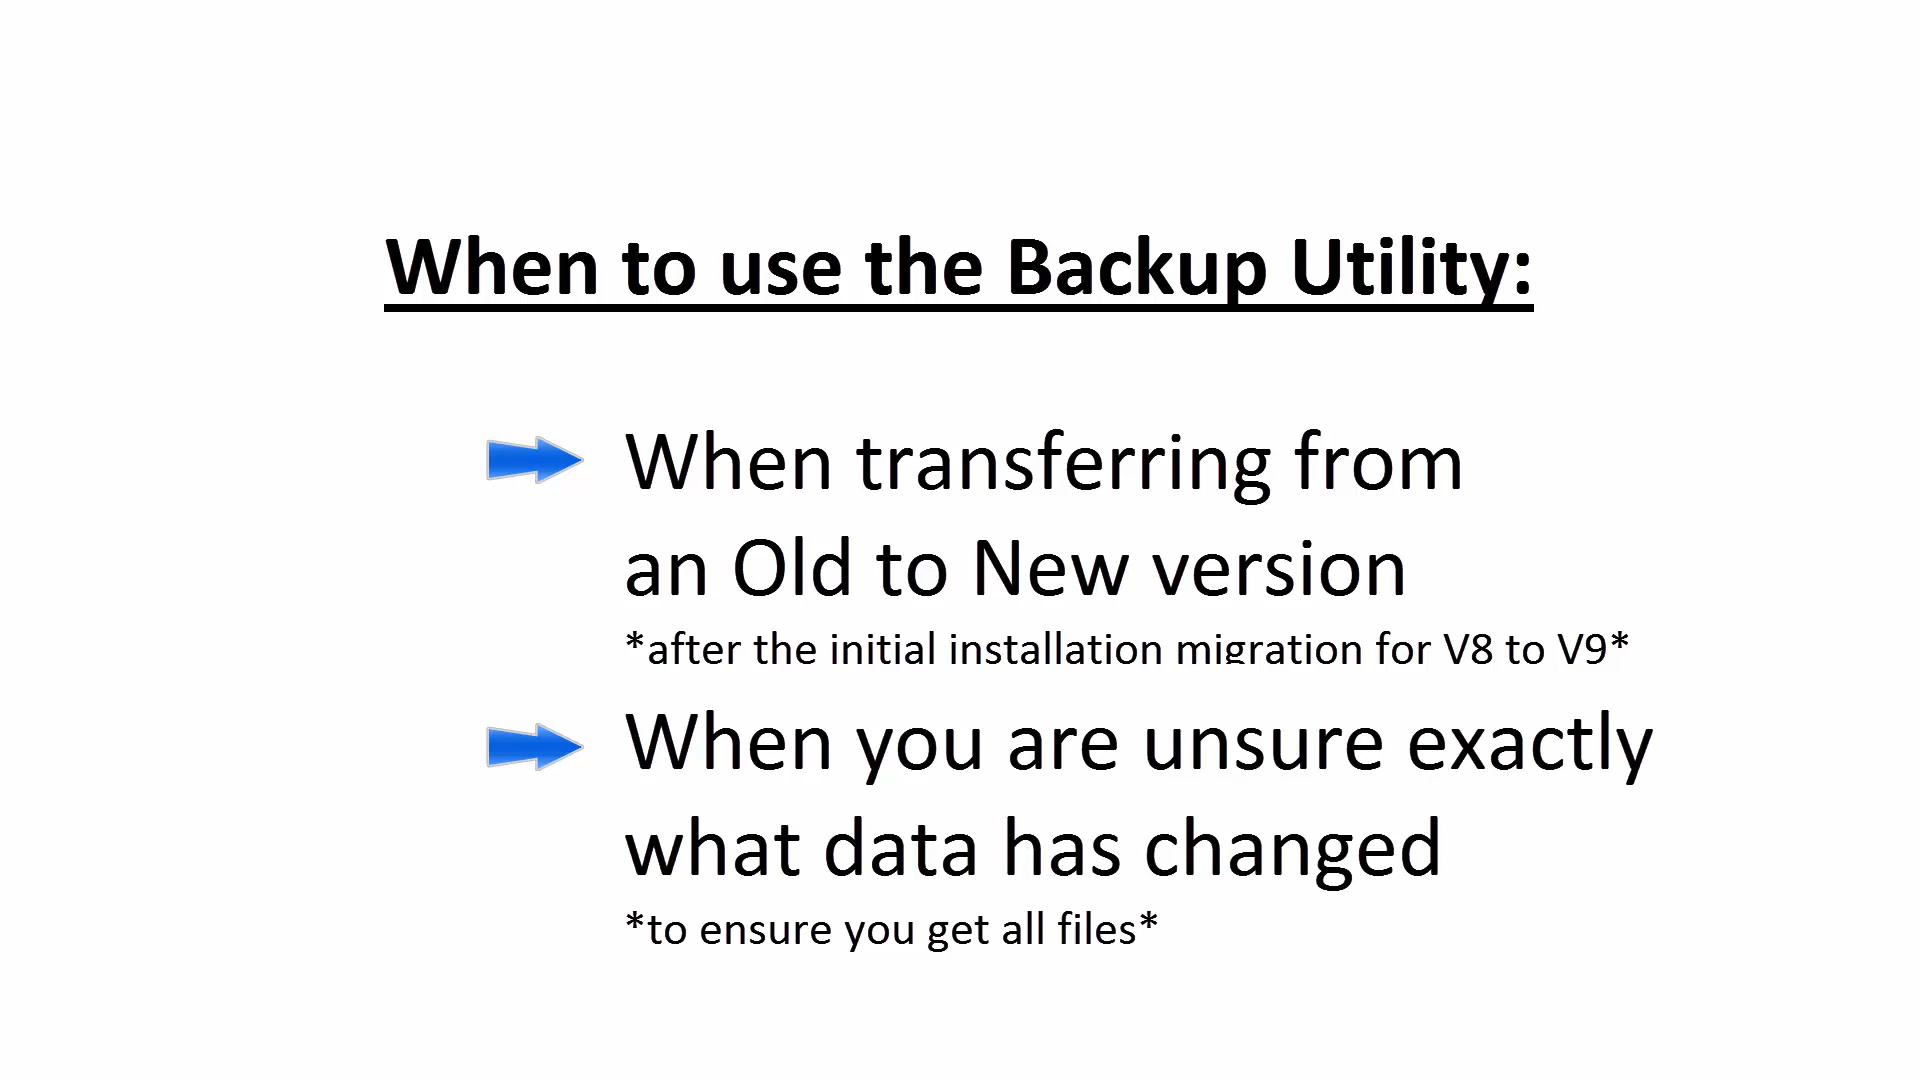 When to use the Backup Utility:
When transferring from
an Old to New version
*after the initial installation migration for V8 to V9*
When you are unsure exactly
what data has changed
*to ensure you get all files*